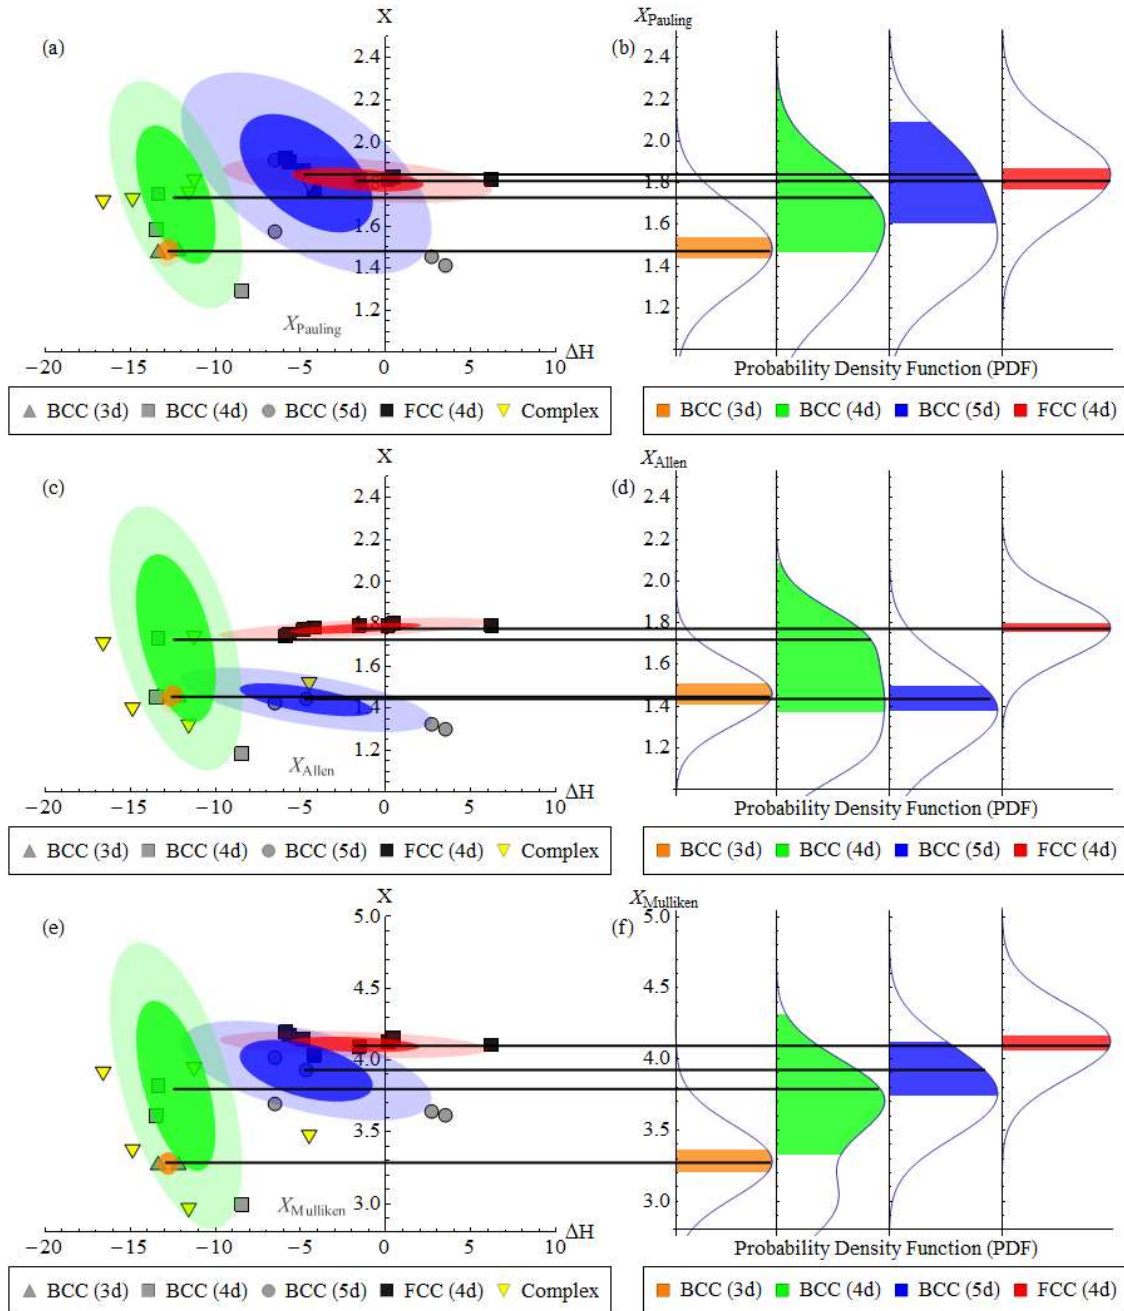 X
X Pauling
(a)
(b)
2.4
2.4
2.2
2.2
2.0
2.0
1.8
1.8
1.6
1.6
1.4
1.4
1.2
1.2
X Pauling
−20 −15 −10 −5 0 5 10 ΔH
Probability Density Function (PDF)
BCC (3d) BCC (4d) BCC (5d) FCC (4d) Complex
BCC (3d) BCC (4d) BCC (5d) FCC (4d)
X
X Allen
(c)
(d)
2.4
2.4
2.2
2.2
2.0
2.0
1.8
1.8
1.6
1.6
1.4
1.4
1.2
1.2
X Allen
−20 −15 −10 −5 0 5 10 ΔH
Probability Density Function (PDF)
BCC (3d) BCC (4d) BCC (5d) FCC (4d) Complex
BCC (3d) BCC (4d) BCC (5d) FCC (4d)
X
X Mulliken
(e)
(f)
5.0
5.0
4.5
4.5
4.0
4.0
3.5
3.5
3.0
3.0
X Mulliken
−20 −15 −10 −5 0 5 10 ΔH
Probability Density Function (PDF)
BCC (3d) BCC (4d) BCC (5d) FCC (4d) Complex
BCC (3d) BCC (4d) BCC (5d) FCC (4d)